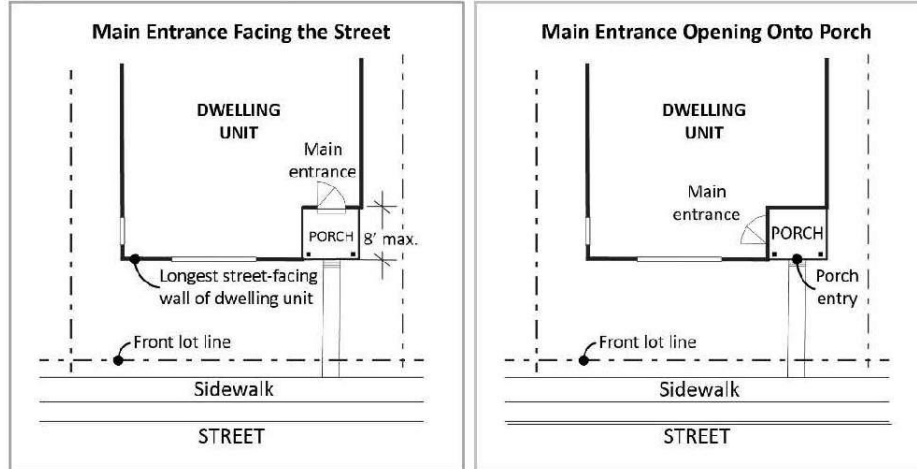 Main Entrance Facing the Street
DWELLING
UNIT
Main
entrance
PORCH
8' max.
Longest street-facing
wall of dwelling unit
Front lot line
Sidewalk
STREET
Main Entrance Opening Onto Porch
DWELLING
UNIT
Main
entrance
PORCH
Porch
entry
Front lot line
Sidewalk
STREET